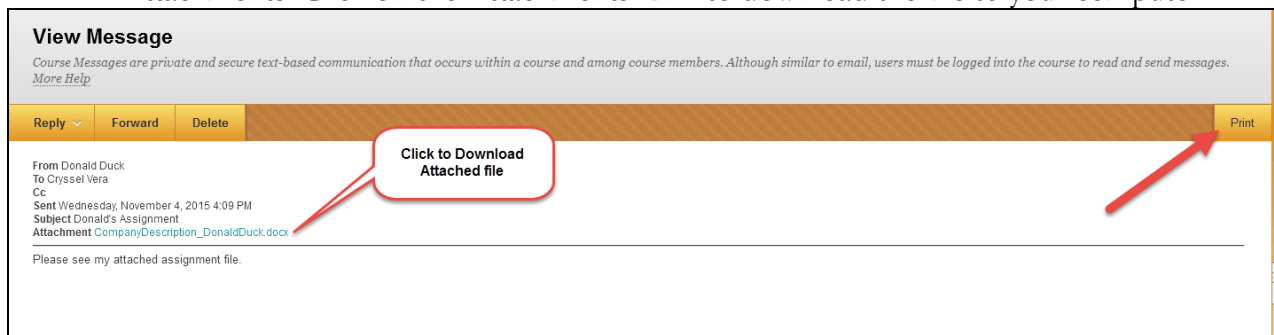 View Message
Course Messages are private and secure text-based communication that occurs within a course and among course members. Although similar to email, users must be logged into the course to read and send messages.
More Help
Reply Forward Delete Print
Click to Download
Attached file
From Donald Duck
To Cryssel Vera
Cc
Sent Wednesday, November 4, 2015 4:09 PM
Subject Donald's Assignment
Attachment CompanyDescription_DonaldDuck.docx
Please see my attached assignment file.